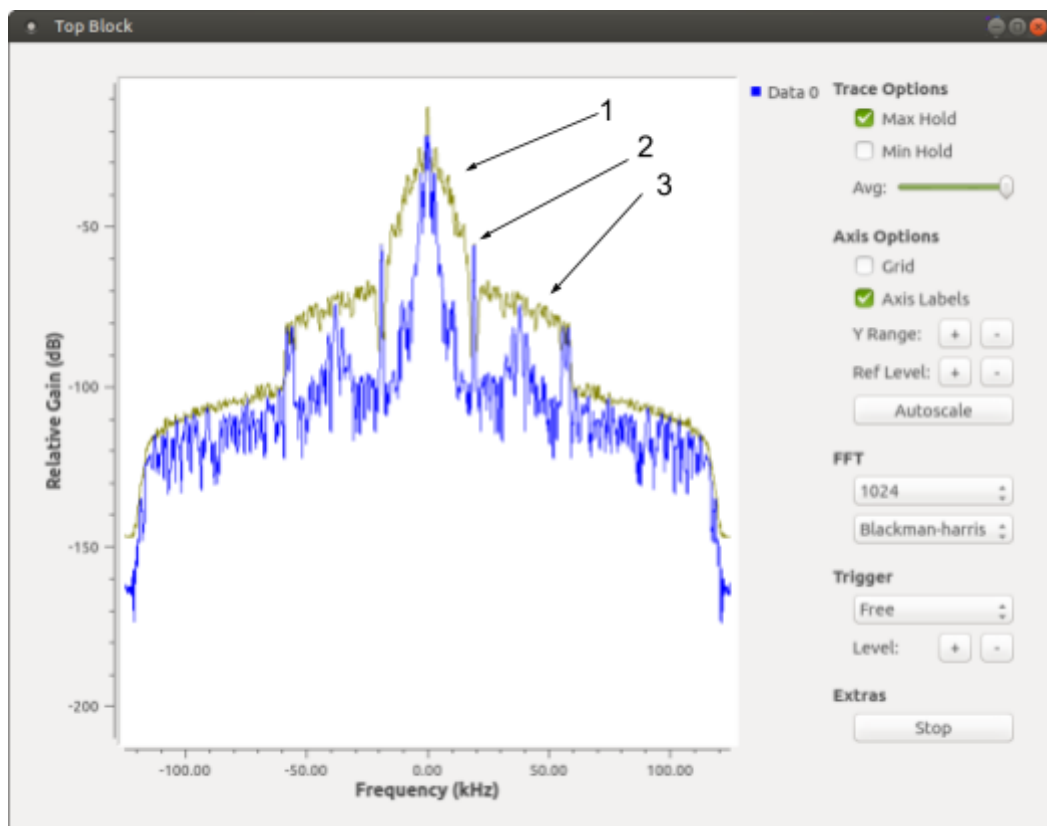 Top Block
1
2
3
-50
-100
-150
-200
Relative Gain (dB)
-100.00 -50.00 0.00 50.00 100.00
Frequency (kHz)
Data 0
Trace Options
Max Hold
Min Hold
Avg:
Axis Options
Grid
Axis Labels
Y Range: + -
Ref Level: + -
Autoscale
FFT
1024
Blackman-harris
Trigger
Free
Level: + -
Extras
Stop